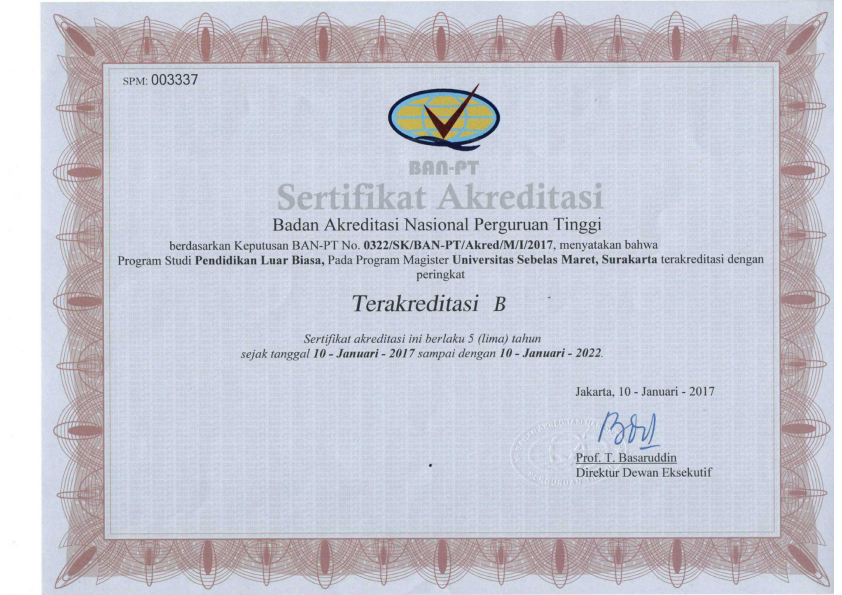 SPM: 003337
BAN-PT
Sertifikat Akreditasi
Badan Akreditasi Nasional Perguruan Tinggi
berdasarkan Keputusan BAN-PT No. 0322/SK/BAN-PT/Akred/M/I/2017, menyatakan bahwa
Program Studi Pendidikan Luar Biasa, Pada Program Magister Universitas Sebelas Maret, Surakarta terakreditasi dengan
peringkat
Terakreditasi B
Sertifikat akreditasi ini berlaku 5 (lima) tahun
sejak tanggal 10 - Januari - 2017 sampai dengan 10 - Januari - 2022.
Jakarta, 10 - Januari - 2017
Prof. T. Basaruddin
Direktur Dewan Eksekutif